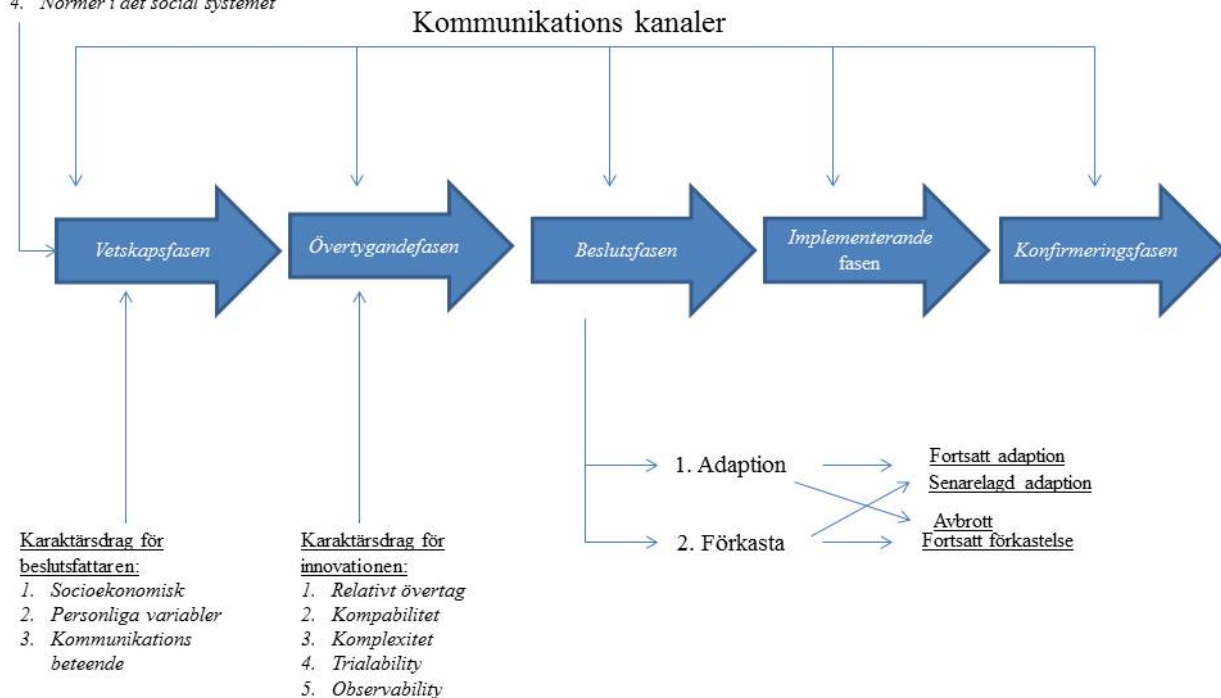 4. Normer i det social systemet
Kommunikations kanaler
Vetskapsfasen
Övertygandefasen
Beslutsfasen
Implementerande
fasen
Konfirmeringsfasen
1. Adaption
2. Förkasta
Fortsatt adaption
Senarelagd adaption
Avbrott
Fortsatt förkastelse
Karaktärsdrag för
beslutsfattaren:
1. Socioekonomisk
2. Personliga variabler
3. Kommunikations
beteende
Karaktärsdrag för
innovationen:
1. Relativt övertag
2. Kompabilitet
3. Komplexitet
4. Trialability
5. Observability